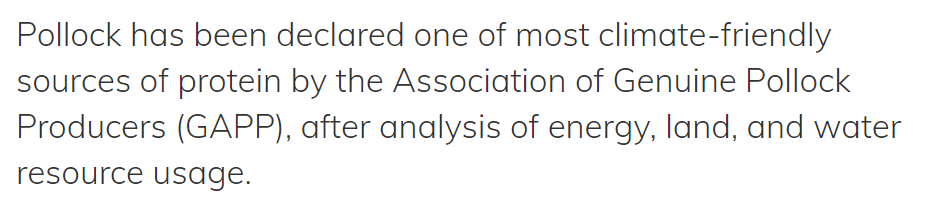 Pollock has been declared one of most climate-friendly
sources of protein by the Association of Genuine Pollock
Producers (GAPP), after analysis of energy, land, and water
resource usage.